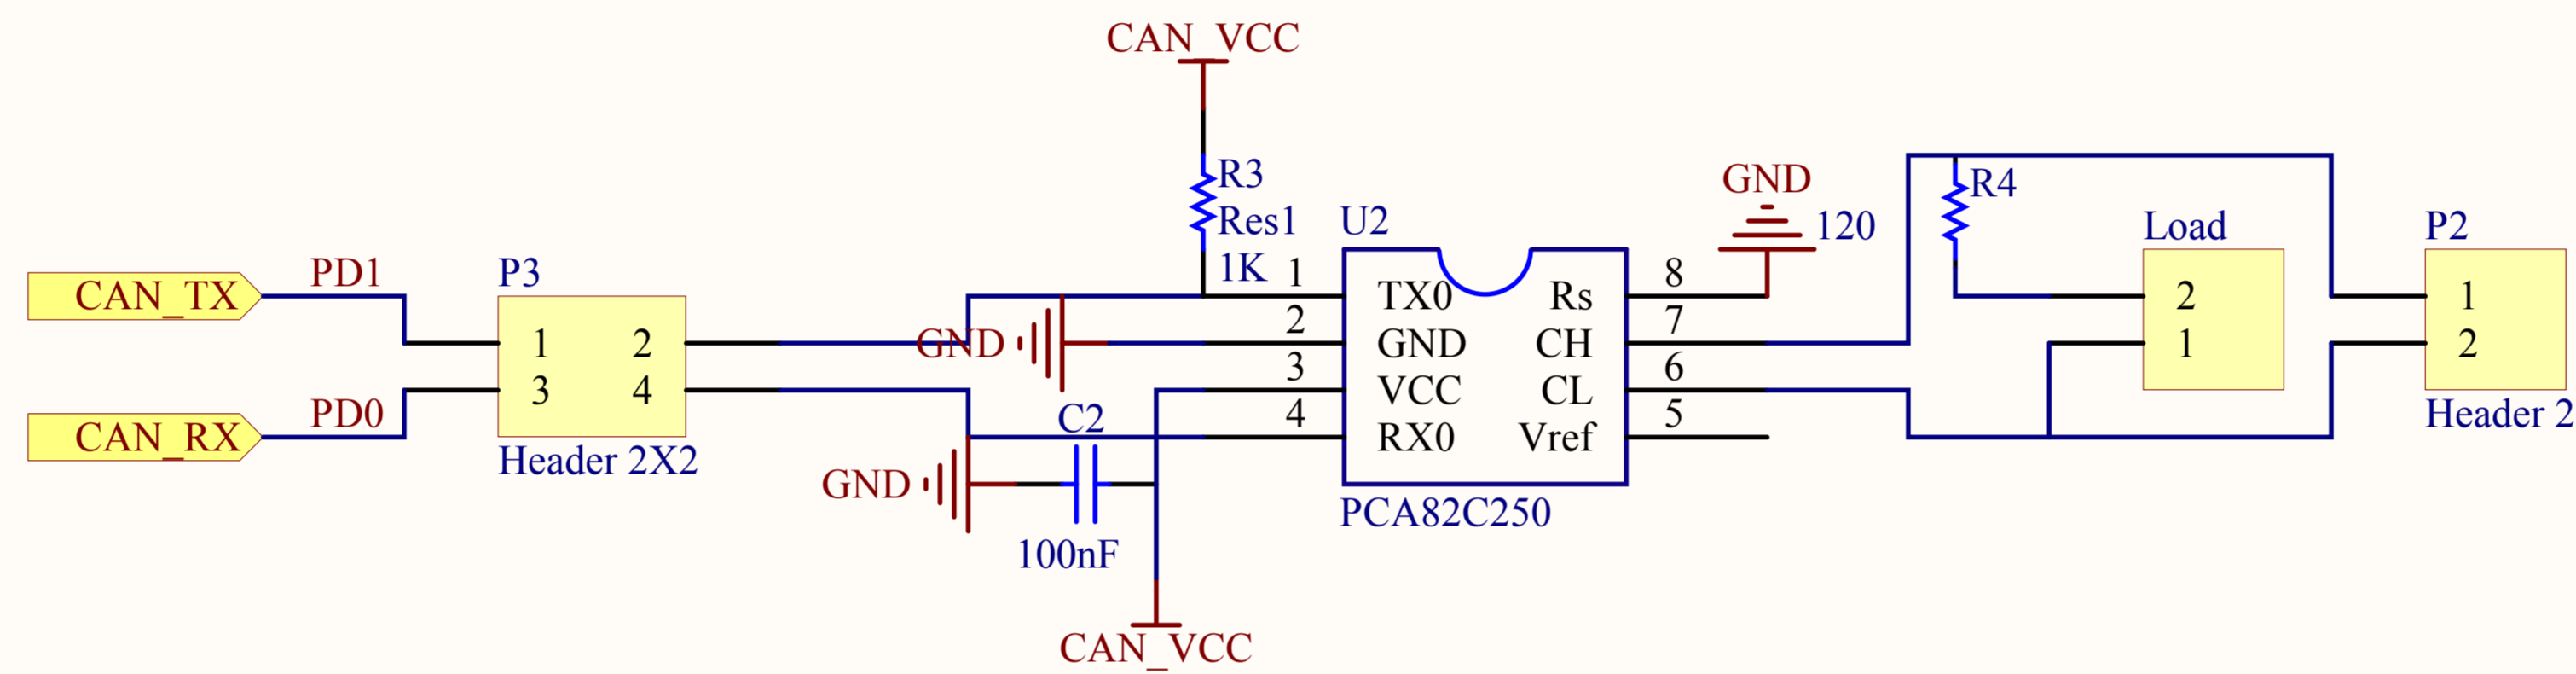 CAN_VCC
R3
Res1
1K
U2
GND
120
R4
Load
P2
CAN_TX
PD1
P3
1
2
3
4
Header 2X2
CAN_RX
PD0
GND
1
2
3
4
TX0
GND
VCC
RX0
Rs
CH
CL
Vref
8
7
6
5
PCA82C250
C2
GND
100nF
CAN_VCC
2
1
1
2
Header 2